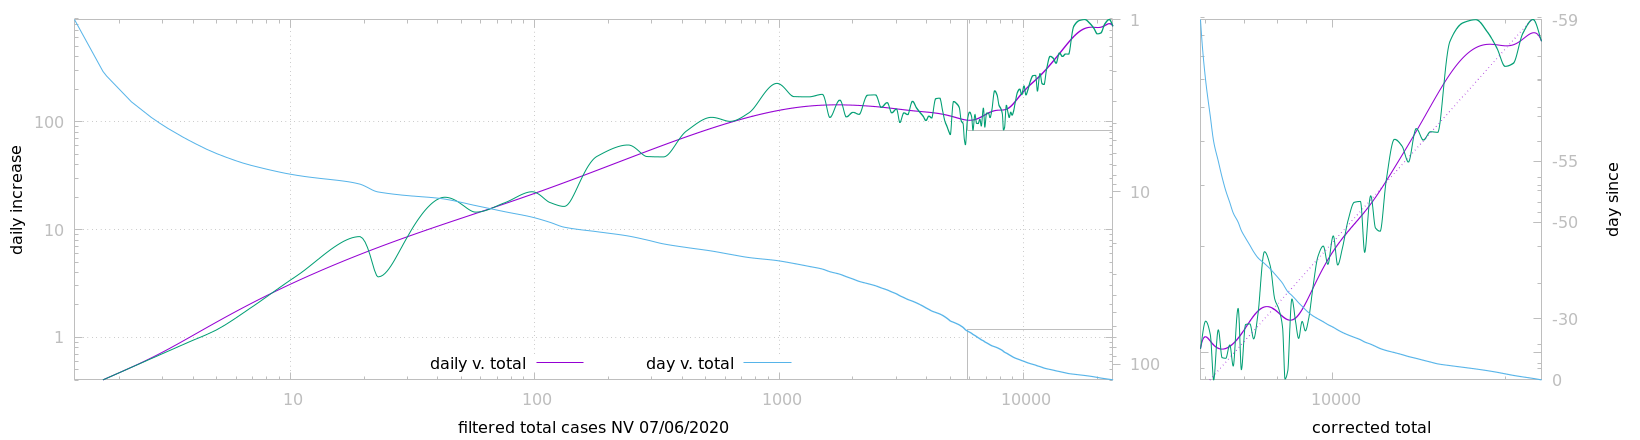 daily increase
100
10
1
daily v. total
day v. total
10
100
1000
10000
filtered total cases NV 07/06/2020
1
10
100
10000
corrected total
-59
-55
-50
-30
0
day since